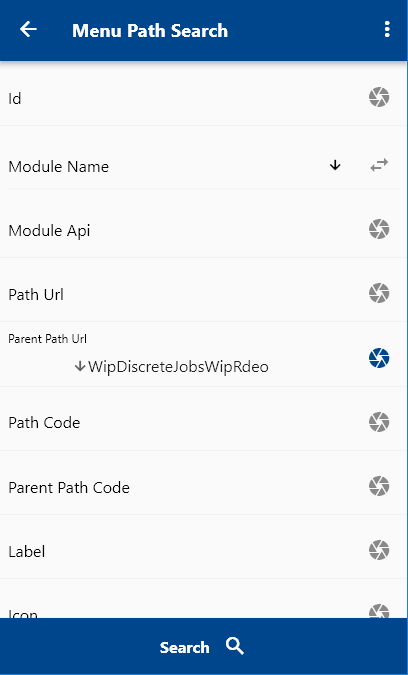 Menu Path Search
Id
Module Name
Module Api
Path Url
Parent Path Url
WipDiscreteJobsWipRdeo
Path Code
Parent Path Code
Label
Icon
Search